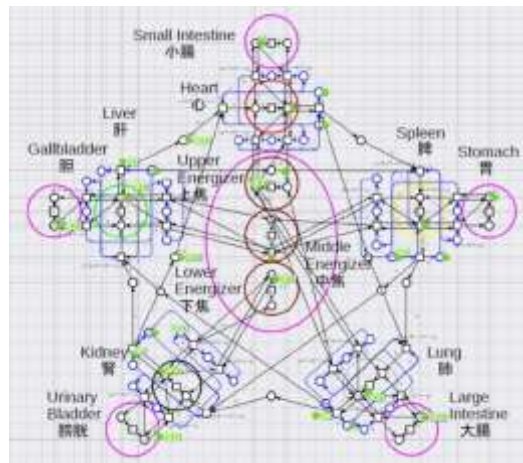 Small Intestine
小腸
Heart
心
Liver
肝
Gallbladder
胆
Upper
Energizer
上焦
Spleen
脾
Stomach
胃
Middle
Energizer
中焦
Lower
Energizer
下焦
Kidney
腎
Urinary
Bladder
膀胱
Lung
肺
Large
Intestine
大腸